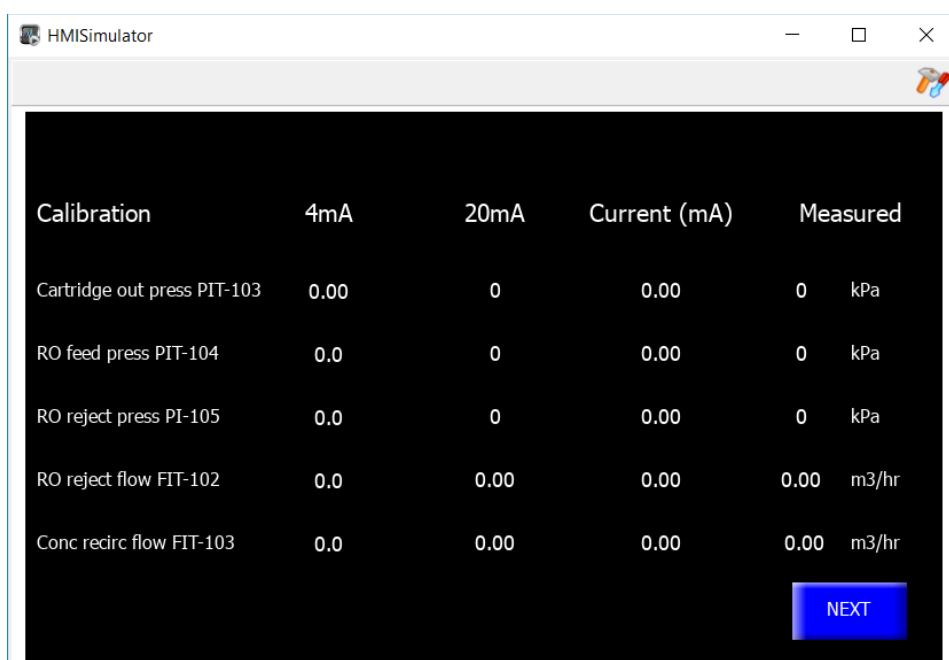 HMISimulator
Calibration 4mA 20mA Current (mA) Measured
Cartridge out press PIT-103 0.00 0 0.00 0 kPa
RO feed press PIT-104 0.0 0 0.00 0 kPa
RO reject press PI-105 0.0 0 0.00 0 kPa
RO reject flow FIT-102 0.0 0.00 0.00 0.00 m3/hr
Conc recirc flow FIT-103 0.0 0.00 0.00 0.00 m3/hr
NEXT